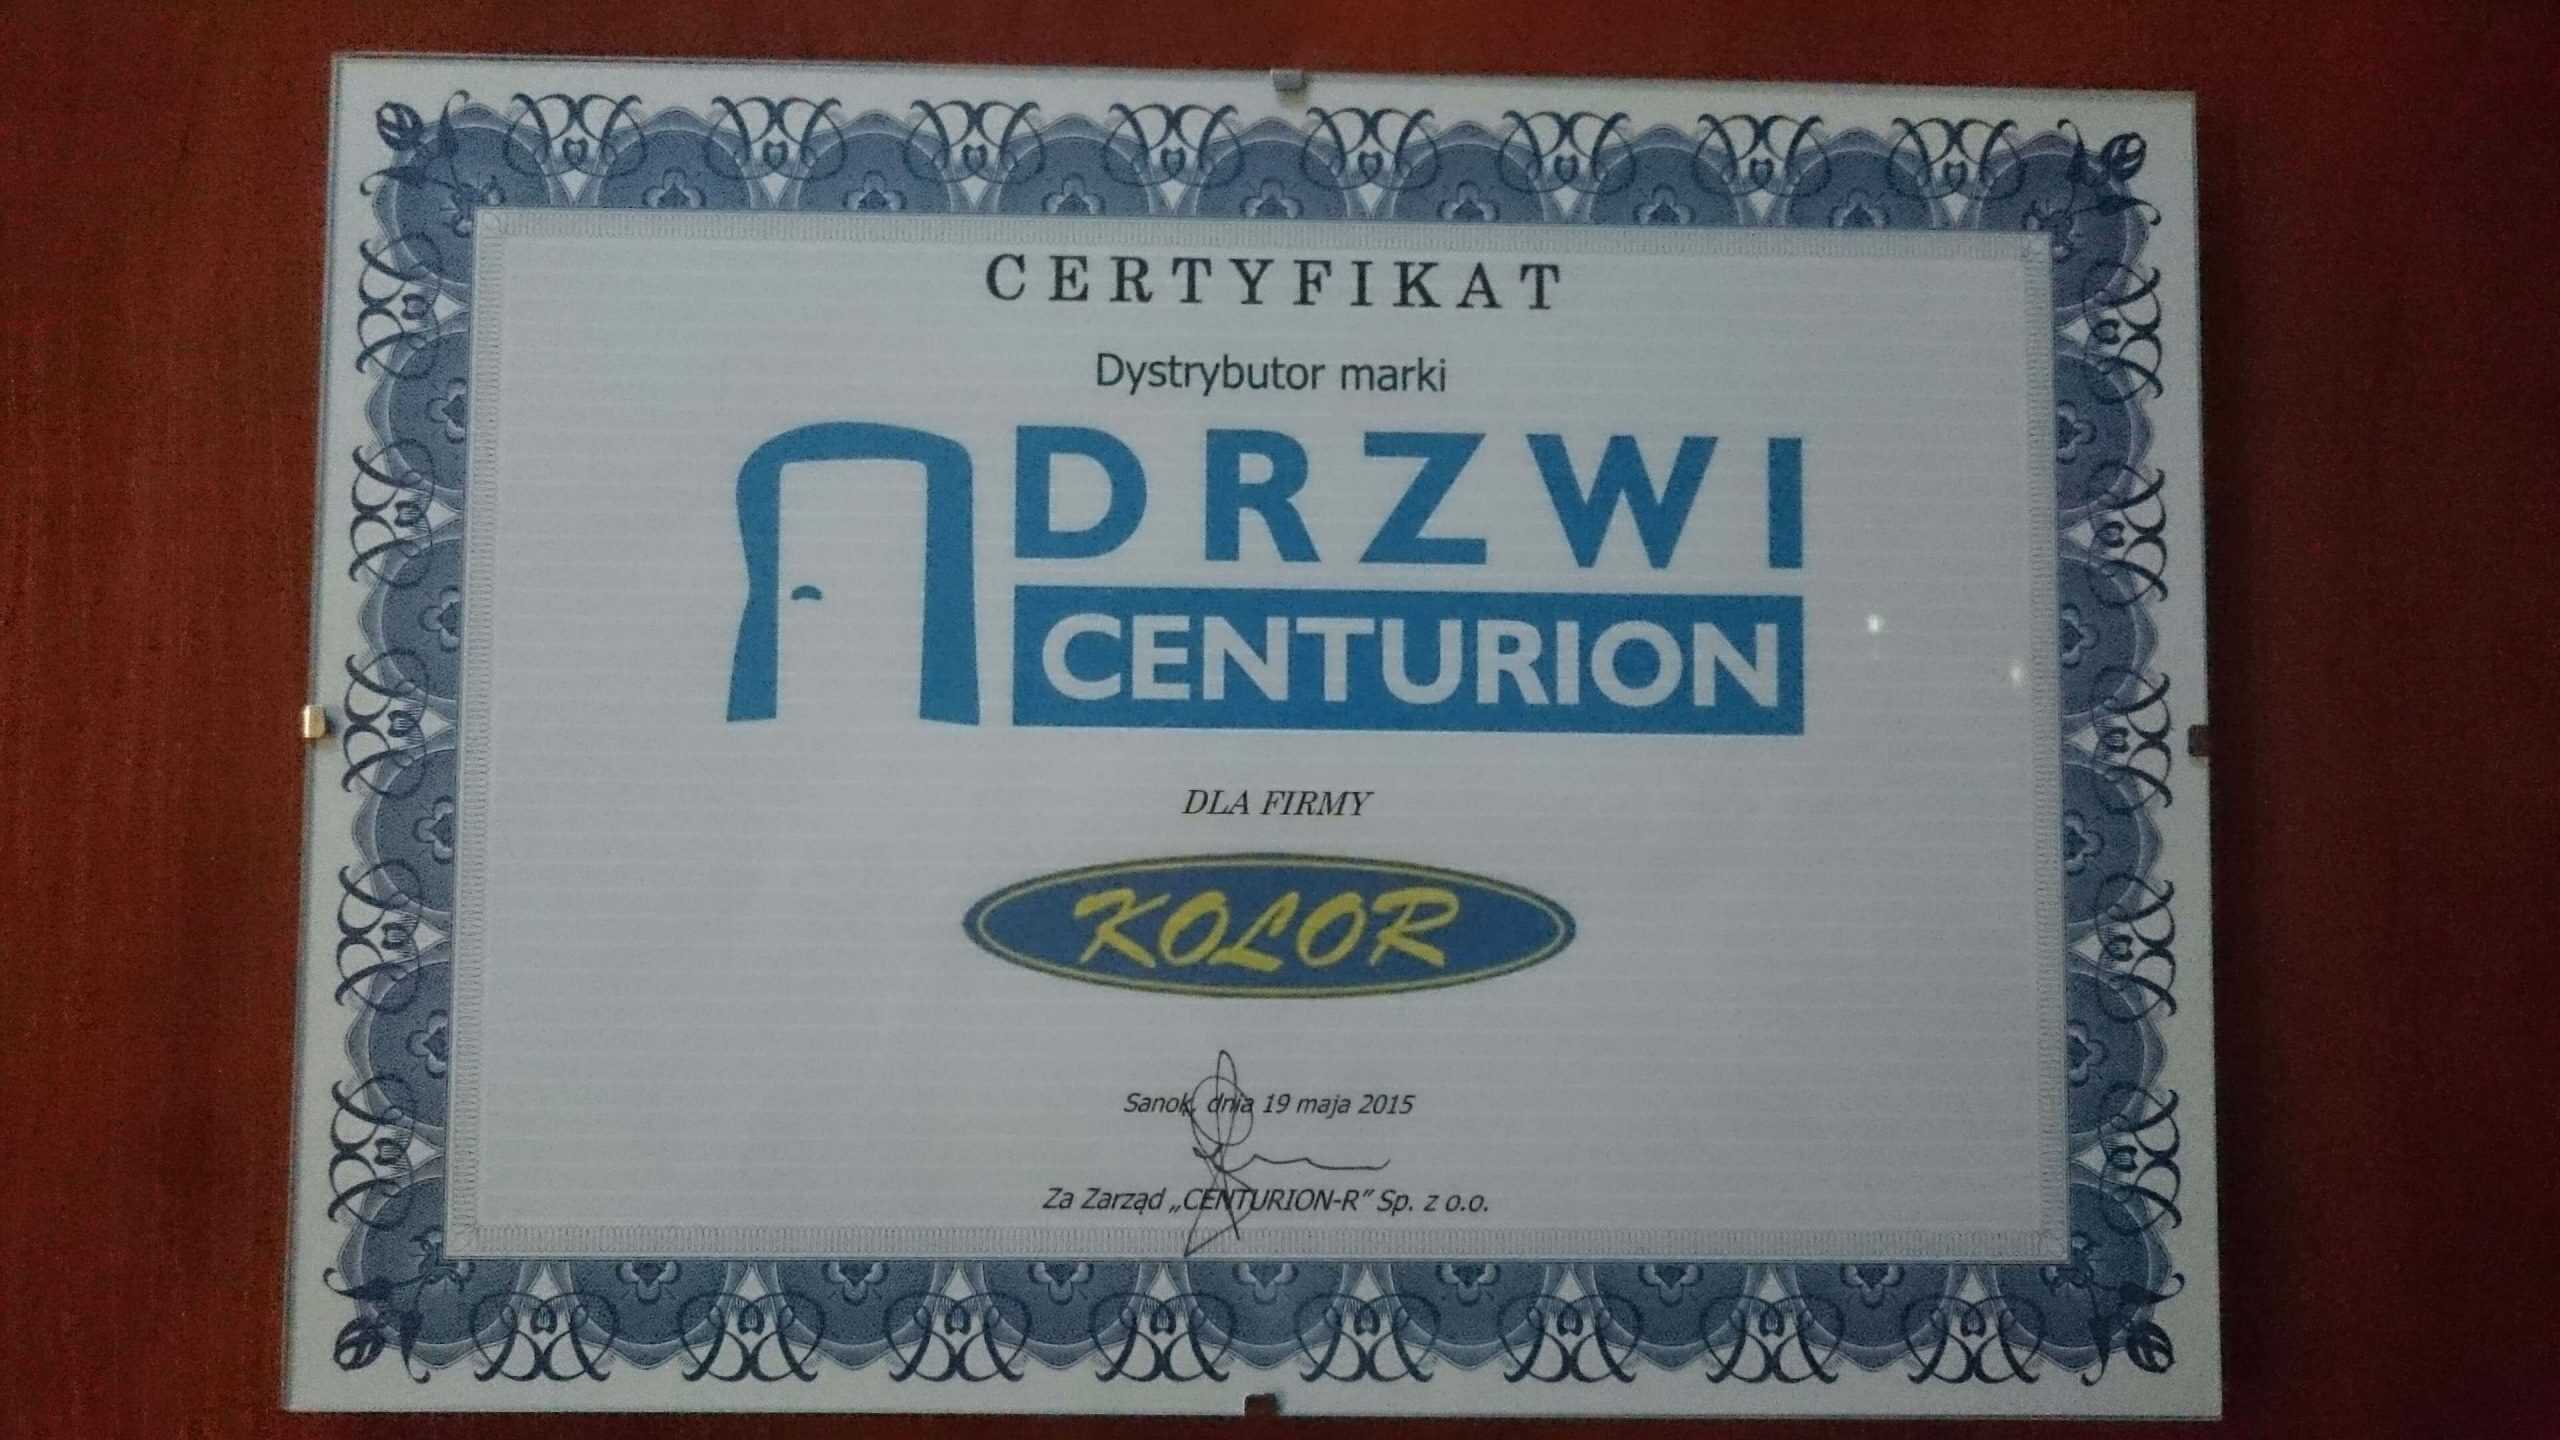 CERTYFIKAT
Dystrybutor marki
DRZWI
CENTURION
DLA FIRMY
KOLOR
Sanok, dnia 19 maja 2015
Za Zarząd „CENTURION-R” Sp. z o.o.